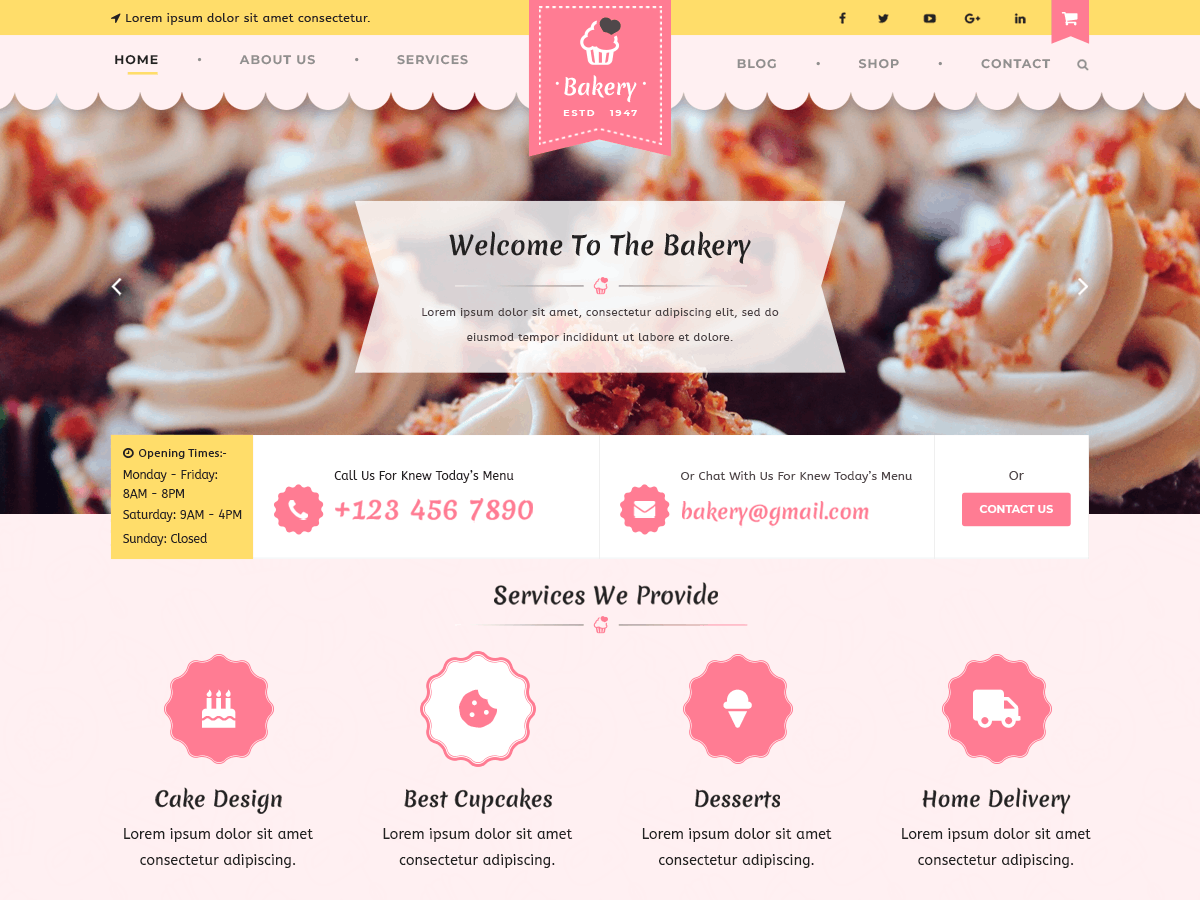 Lorem ipsum dolor sit amet consectetur.
HOME • ABOUT US • SERVICES
Bakery
ESTD 1947
BLOG • SHOP • CONTACT
Welcome To The Bakery
Lorem ipsum dolor sit amet, consectetur adipiscing elit, sed do
eiusmod tempor incididunt ut labore et dolore.
Opening Times:-
Monday - Friday:
8AM - 8PM
Saturday: 9AM - 4PM
Sunday: Closed
Call Us For Knew Today's Menu
+123 456 7890
Or Chat With Us For Knew Today's Menu
bakery@gmail.com
Or
CONTACT US
Services We Provide
Cake Design
Lorem ipsum dolor sit amet
consectetur adipiscing.
Best Cupcakes
Lorem ipsum dolor sit amet
consectetur adipiscing.
Desserts
Lorem ipsum dolor sit amet
consectetur adipiscing.
Home Delivery
Lorem ipsum dolor sit amet
consectetur adipiscing.